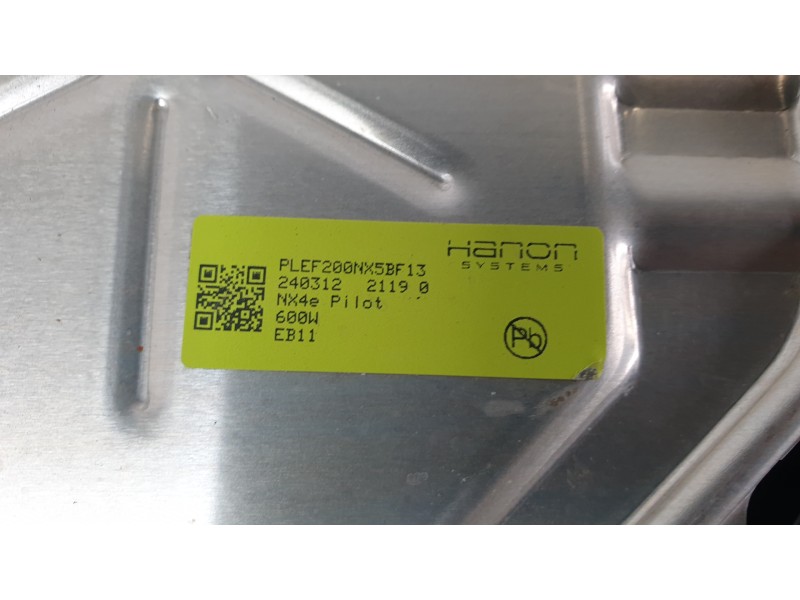 PLEF200NX5BF13
240312 2119 0
NX4e Pilot
600W
EB11
Hanon
SYSTEMS
Pb